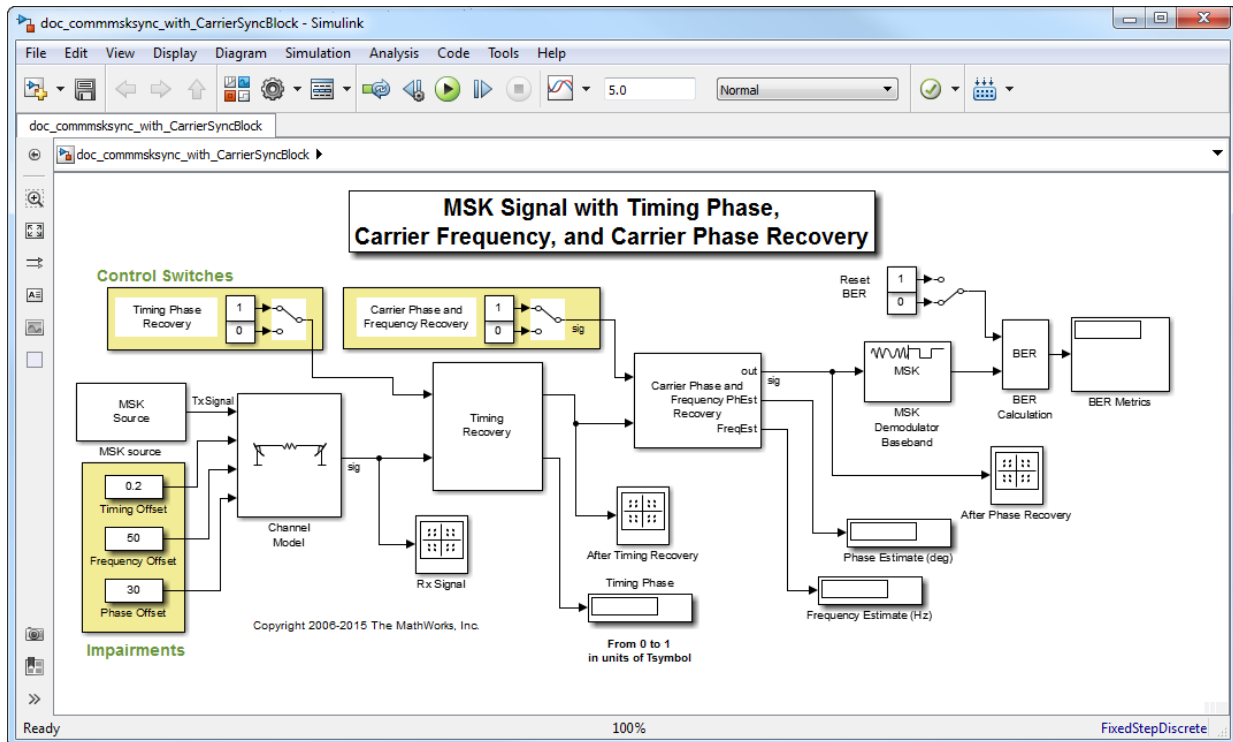 doc_commmsksync_with_CarrierSyncBlock - Simulink
File Edit View Display Diagram Simulation Analysis Code Tools Help
5.0
Normal
doc_commmsksync_with_CarrierSyncBlock
doc_commmsksync_with_CarrierSyncBlock
MSK Signal with Timing Phase,
Carrier Frequency, and Carrier Phase Recovery
Control Switches
Timing Phase
Recovery
1
0
Carrier Phase and
Frequency Recovery
1
0
sig
Reset
BER
1
0
MSK
Source
TxSignal
MSK source
0.2
Timing Offset
50
Frequency Offset
30
Phase Offset
Impairments
Channel
Model
sig
Rx Signal
Timing
Recovery
After Timing Recovery
Timing Phase
From 0 to 1
in units of Tsymbol
Carrier Phase and
Frequency
Recovery
out
PhEst
FreqEst
sig
MSK
MSK
Demodulator
Baseband
BER
BER
Calculation
BER Metrics
After Phase Recovery
Phase Estimate (deg)
Frequency Estimate (Hz)
Copyright 2006-2015 The MathWorks, Inc.
Ready
100%
FixedStepDiscrete